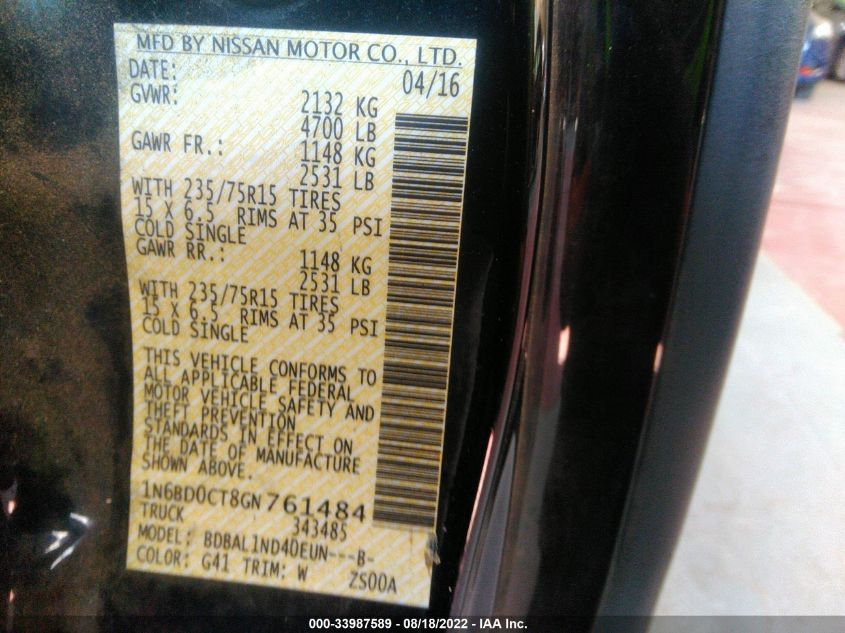 MFD BY NISSAN MOTOR CO., LTD.
DATE: 04/16
GVWR: 2132 KG
4700 LB
GAWR FR.: 1148 KG
2531 LB
WITH 235/75R15 TIRES
15 X 6.5 RIMS AT 35 PSI
COLD SINGLE
GAWR RR.: 1148 KG
2531 LB
WITH 235/75R15 TIRES
15 X 6.5 RIMS AT 35 PSI
COLD SINGLE
THIS VEHICLE CONFORMS TO
ALL APPLICABLE FEDERAL
MOTOR VEHICLE SAFETY AND
THEFT PREVENTION
STANDARDS IN EFFECT ON
THE DATE OF MANUFACTURE
SHOWN ABOVE.
1N6BD0CT8GN761484
TRUCK 343485
MODEL: BDBAL1ND4DEUN---B-
COLOR: G41 TRIM: W ZS00A
000-33987589 - 08/18/2022 - IAA Inc.